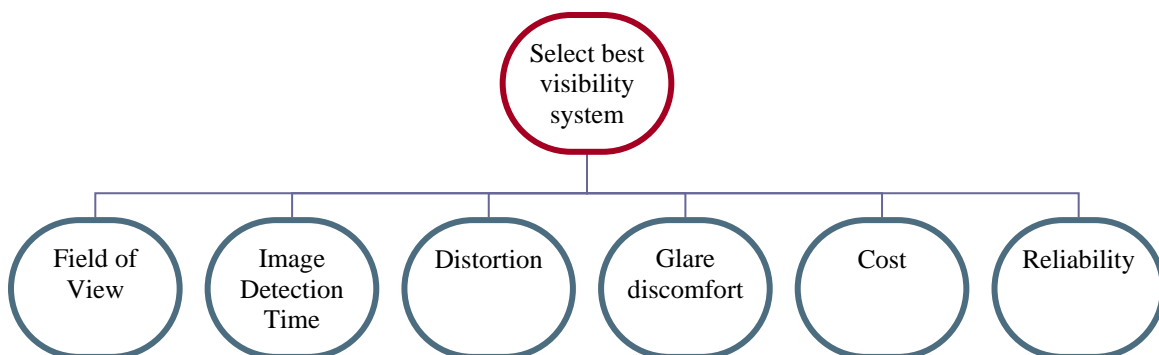 Select best
visibility
system
Field of
View
Image
Detection
Time
Distortion
Glare
discomfort
Cost
Reliability